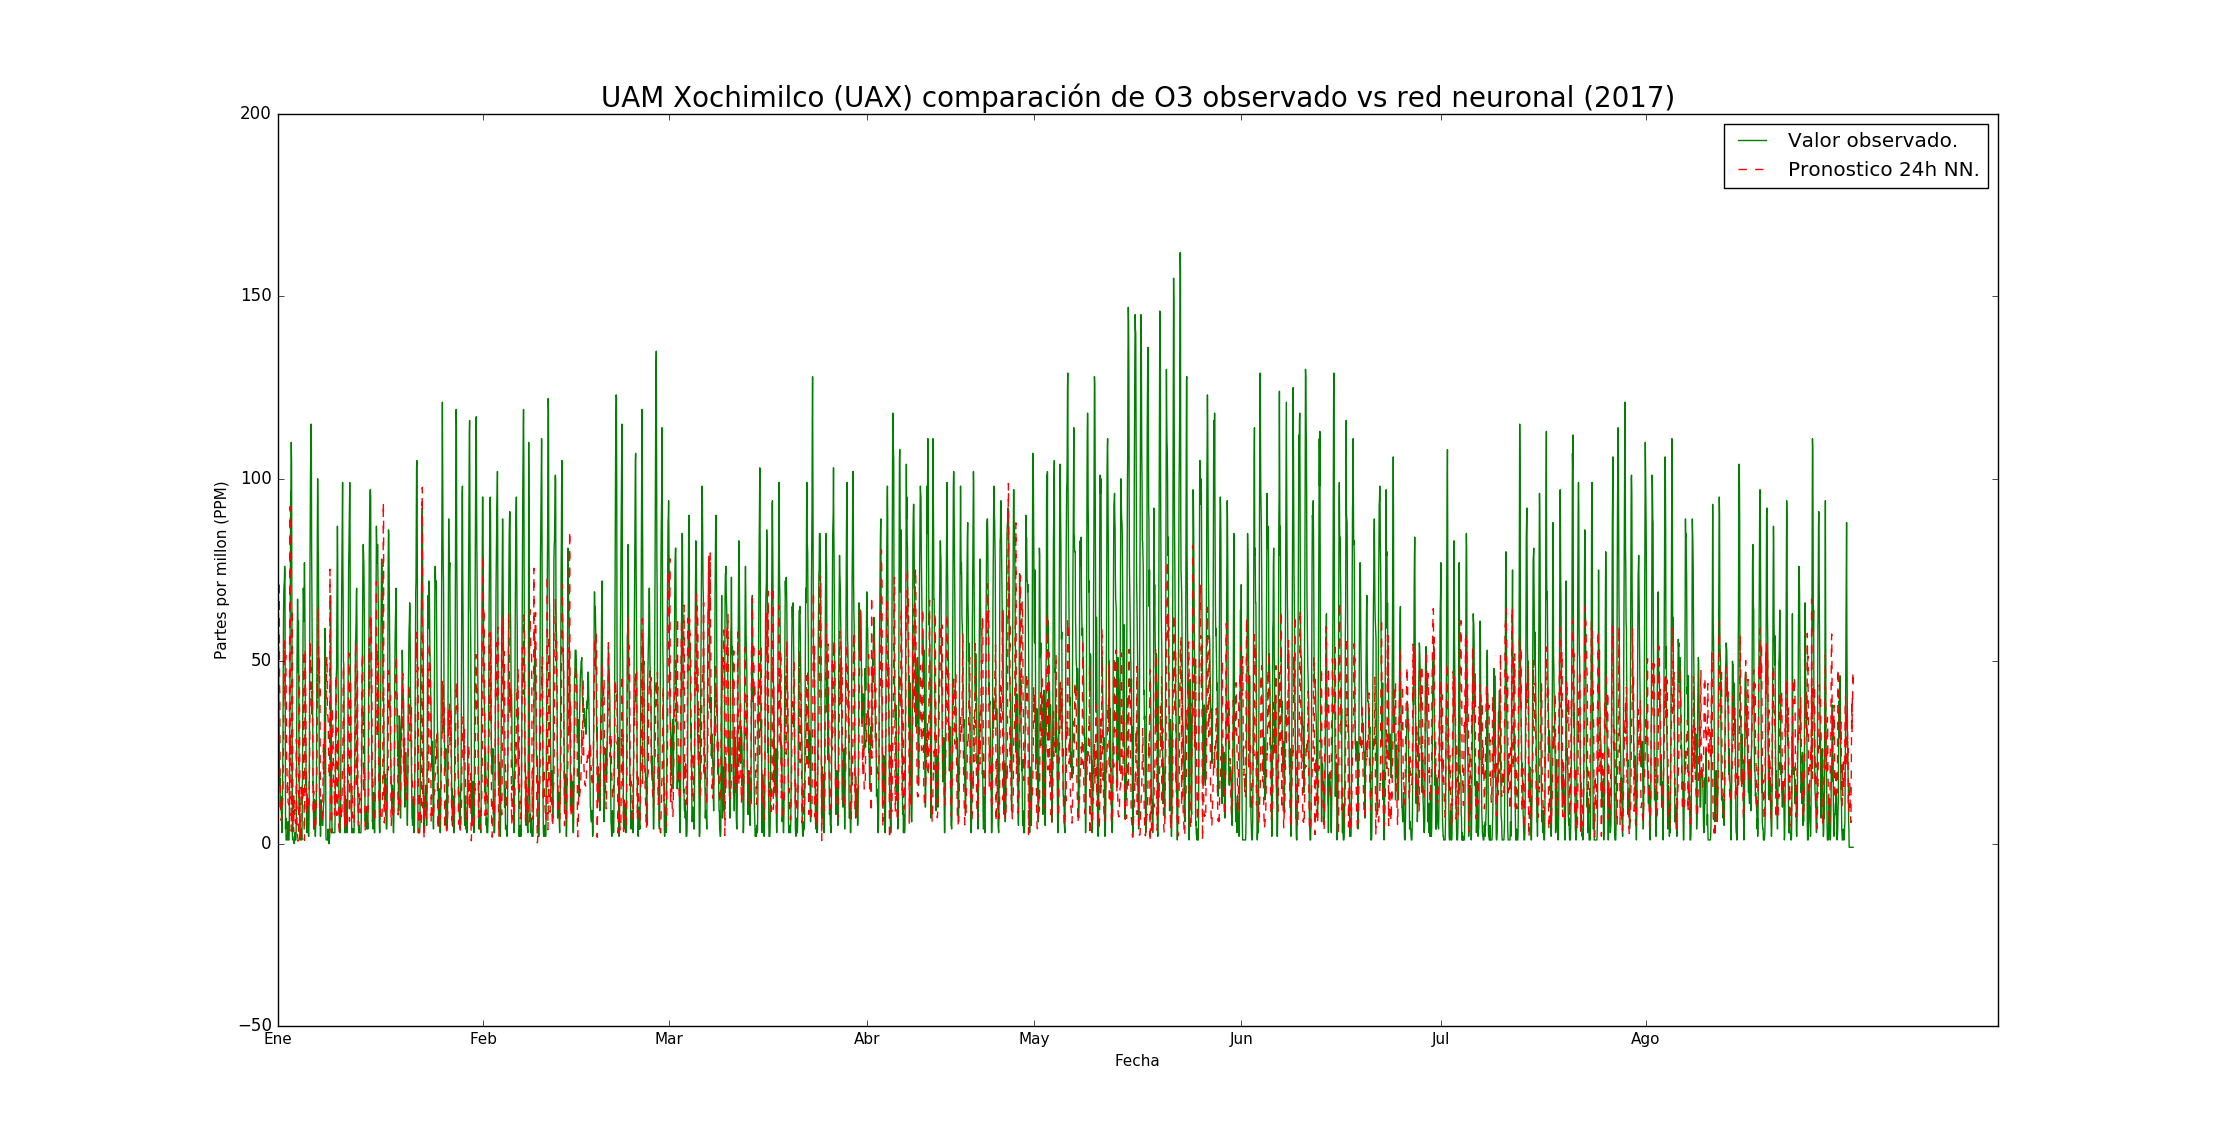 UAM Xochimilco (UAX) comparación de O3 observado vs red neuronal (2017)
200
150
100
50
0
−50
Partes por millon (PPM)
Valor observado.
Pronostico 24h NN.
Ene Feb Mar Abr May Jun Jul Ago
Fecha